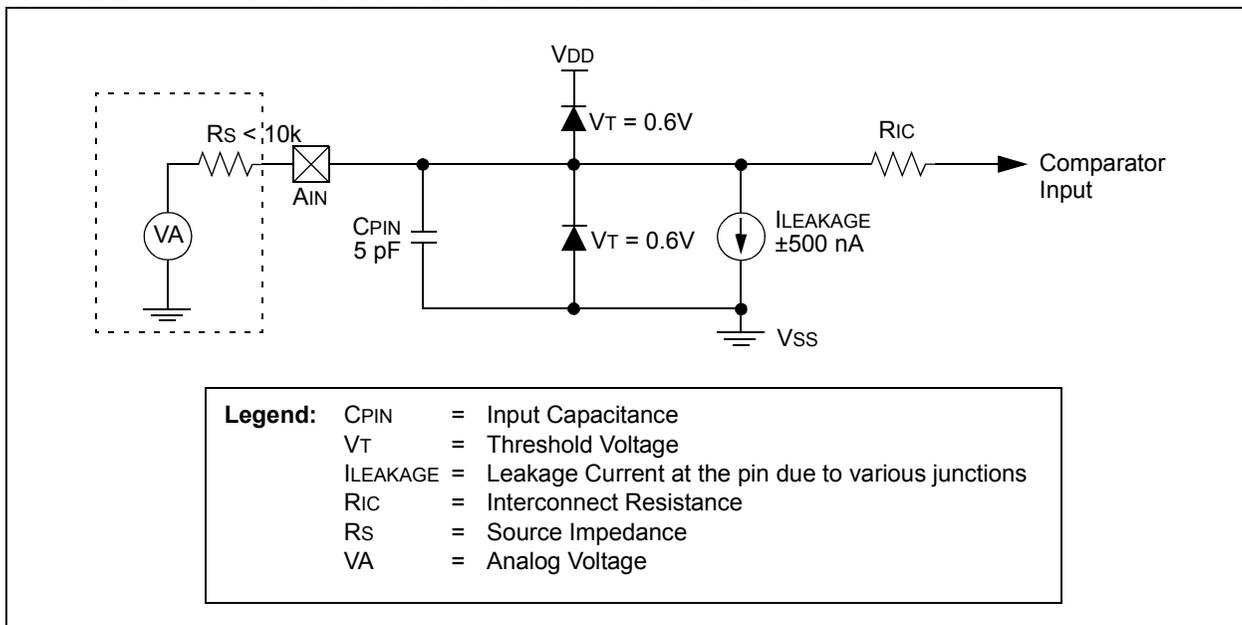 VDD
VT = 0.6V
RS < 10k
RIC
AIN
Comparator
Input
VA
CPIN
5 pF
VT = 0.6V
ILEAKAGE
±500 nA
VSS
Legend: CPIN = Input Capacitance
VT = Threshold Voltage
ILEAKAGE = Leakage Current at the pin due to various junctions
RIC = Interconnect Resistance
RS = Source Impedance
VA = Analog Voltage